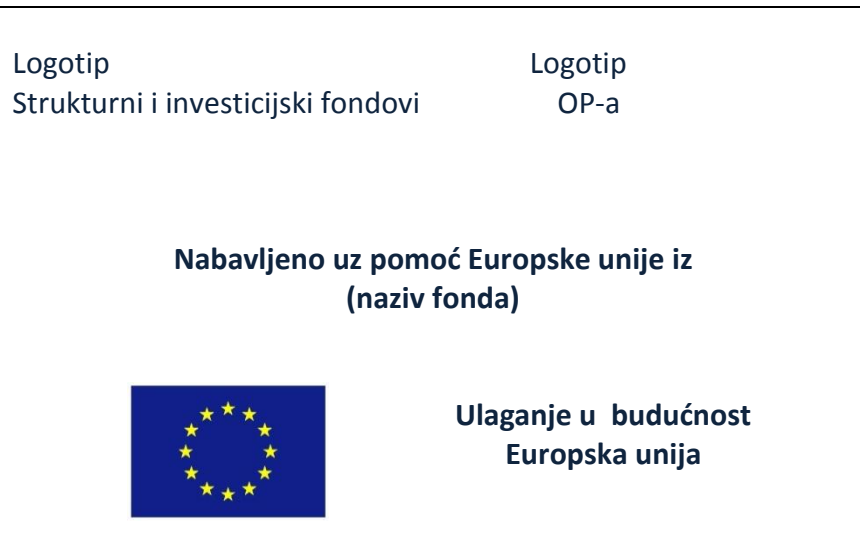 Logotip
Strukturni i investicijski fondovi
Logotip
OP-a
Nabavljeno uz pomoć Europske unije iz
(naziv fonda)
Ulaganje u budućnost
Europska unija